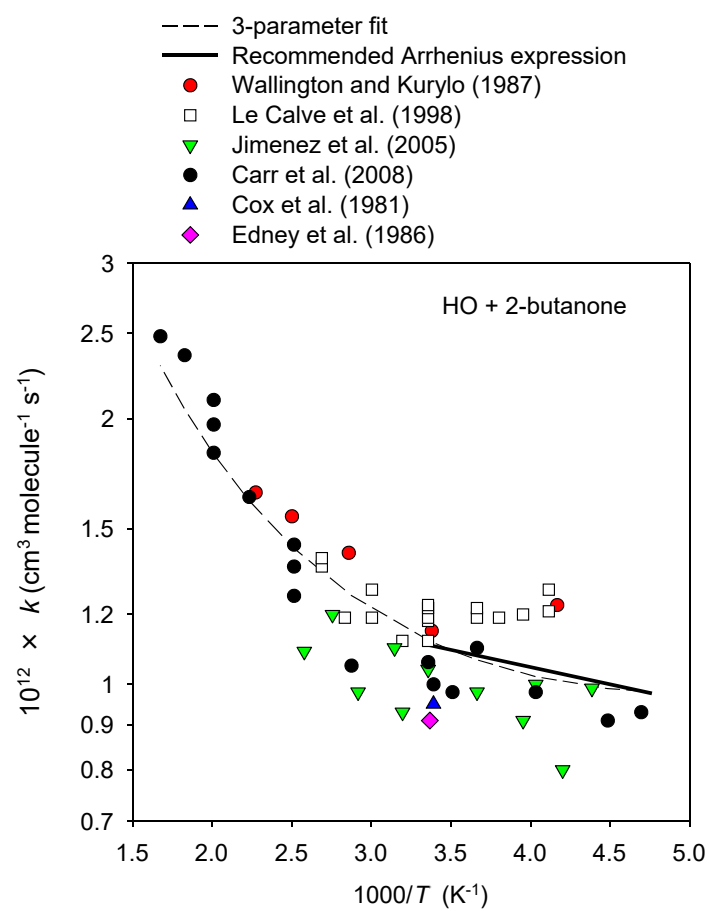 3-parameter fit
Recommended Arrhenius expression
Wallington and Kurylo (1987)
Le Calve et al. (1998)
Jimenez et al. (2005)
Carr et al. (2008)
Cox et al. (1981)
Edney et al. (1986)
HO + 2-butanone
10¹² × k (cm³ molecule⁻¹ s⁻¹)
3
2.5
2
1.5
1.2
1
0.9
0.8
0.7
1.5 2.0 2.5 3.0 3.5 4.0 4.5 5.0
1000/T (K⁻¹)